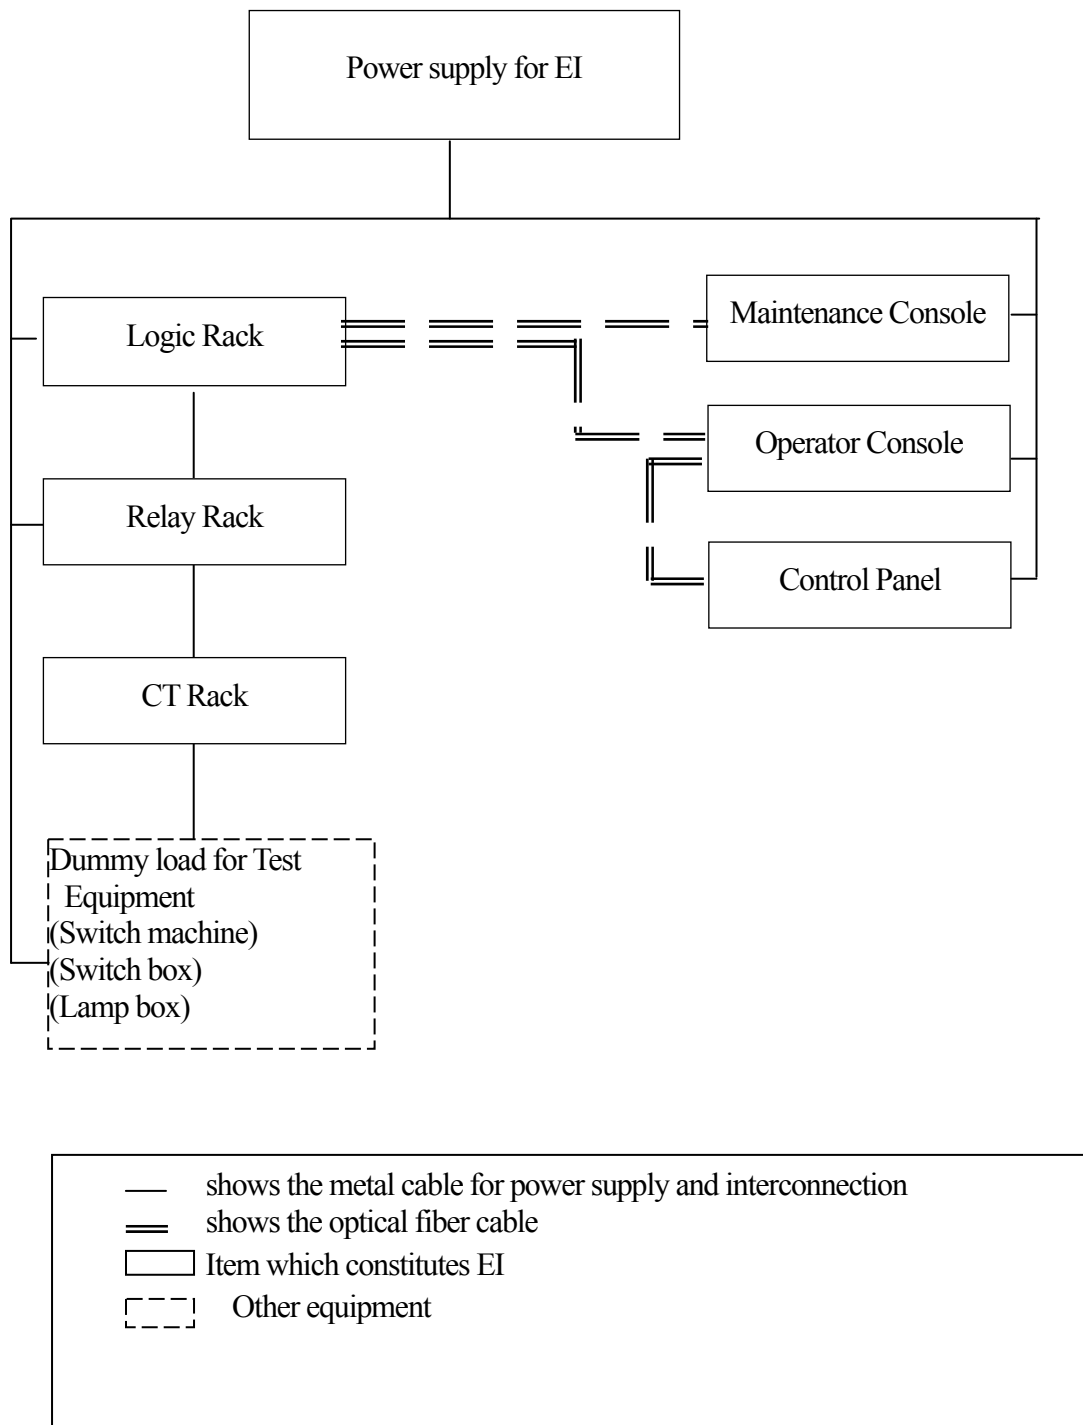 Power supply for EI
Logic Rack
Maintenance Console
Operator Console
Relay Rack
Control Panel
CT Rack
Dummy load for Test
Equipment
(Switch machine)
(Switch box)
(Lamp box)
shows the metal cable for power supply and interconnection
shows the optical fiber cable
Item which constitutes EI
Other equipment